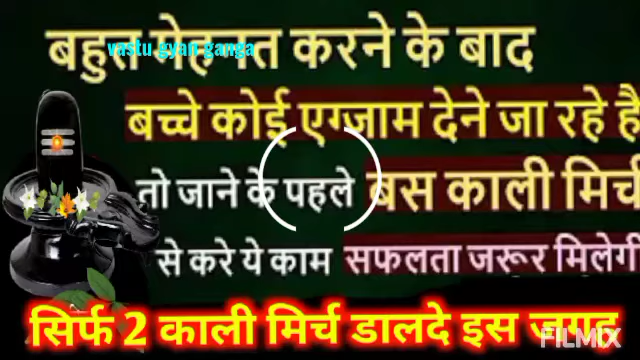 vastu gyan ganga
बहुत मेहनत करने के बाद
बच्चे कोई एग्जाम देने जा रहे है
तो जाने के पहले बस काली मिर्च
से करे ये काम सफलता जरूर मिलेगी
सिर्फ 2 काली मिर्च डालदे इस जगह
FILMIX